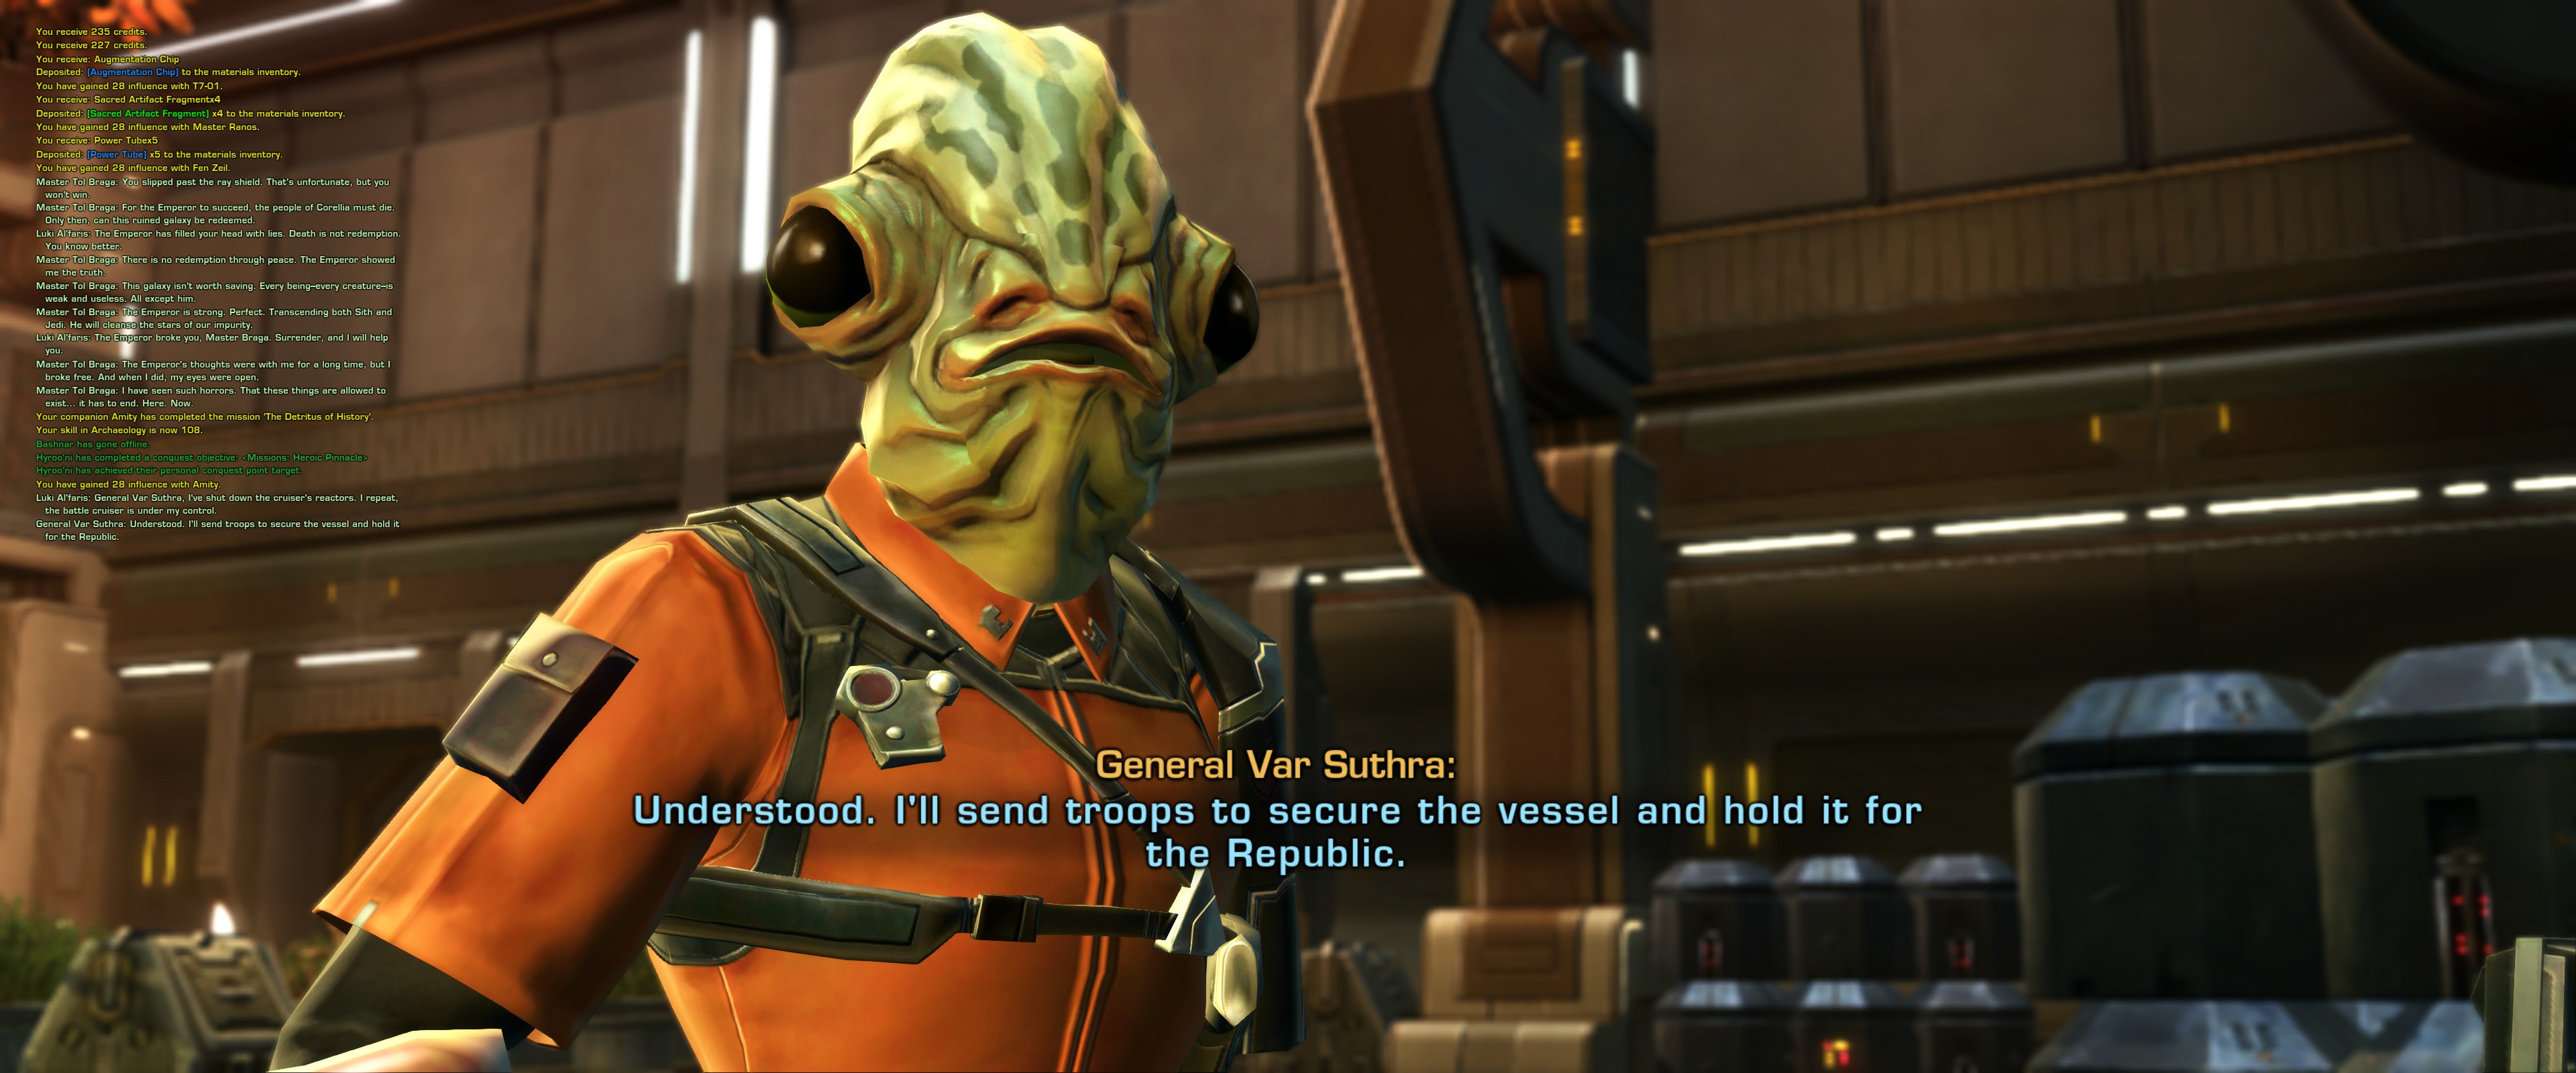 You receive 235 credits.
You receive 227 credits.
You receive: Augmentation Chip
Deposited: [Augmentation Chip] to the materials inventory.
You have gained 28 influence with T7-01.
You receive: Sacred Artifact Fragmentx4
Deposited: [Sacred Artifact Fragment] x4 to the materials inventory.
You have gained 28 influence with Master Ranos.
You receive: Power Tubex5
Deposited: [Power Tube] x5 to the materials inventory.
You have gained 28 influence with Fen Zeil.
Master Tol Braga: You slipped past the ray shield. That's unfortunate, but you
won't win.
Master Tol Braga: For the Emperor to succeed, the people of Corellia must die.
Only then, can this ruined galaxy be redeemed.
Luki Al'faris: The Emperor has filled your head with lies. Death is not redemption.
You know better.
Master Tol Braga: There is no redemption through peace. The Emperor showed
me the truth.
Master Tol Braga: This galaxy isn't worth saving. Every being–every creature–is
weak and useless. All except him.
Master Tol Braga: The Emperor is strong. Perfect. Transcending both Sith and
Jedi. He will cleanse the stars of our impurity.
Luki Al'faris: The Emperor broke you, Master Braga. Surrender, and I will help
you.
Master Tol Braga: The Emperor's thoughts were with me for a long time, but I
broke free. And when I did, my eyes were open.
Master Tol Braga: I have seen such horrors. That these things are allowed to
exist... it has to end. Here. Now.
Your companion Amity has completed the mission 'The Detritus of History'.
Your skill in Archaeology is now 108.
Bashnar has gone offline.
Hyroo'ni has completed a conquest objective: <Missions: Heroic Pinnacle>
Hyroo'ni has achieved their personal conquest point target.
You have gained 28 influence with Amity.
Luki Al'faris: General Var Suthra, I've shut down the cruiser's reactors. I repeat,
the battle cruiser is under my control.
General Var Suthra: Understood. I'll send troops to secure the vessel and hold it
for the Republic.
General Var Suthra:
Understood. I'll send troops to secure the vessel and hold it for
the Republic.